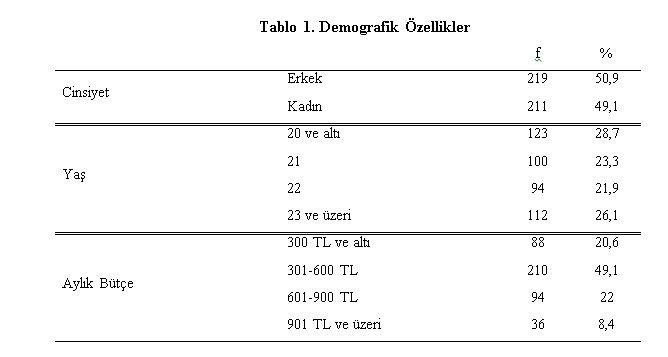 Tablo 1. Demografik Özellikler
f %
Cinsiyet
Erkek 219 50,9
Kadın 211 49,1
Yaş
20 ve altı 123 28,7
21 100 23,3
22 94 21,9
23 ve üzeri 112 26,1
Aylık Bütçe
300 TL ve altı 88 20,6
301-600 TL 210 49,1
601-900 TL 94 22
901 TL ve üzeri 36 8,4